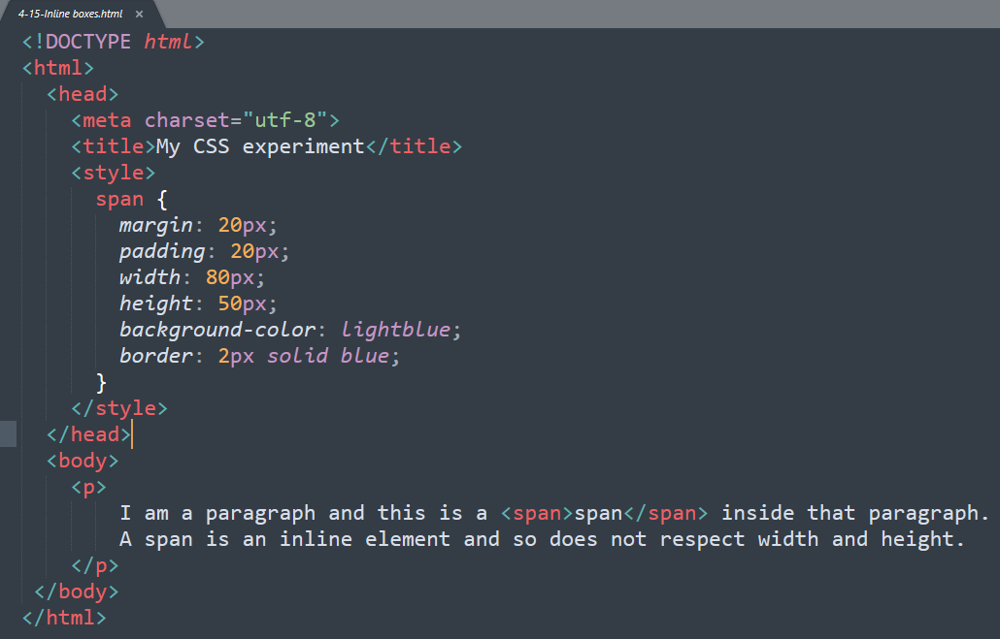 4-15-Inline boxes.html ×
<!DOCTYPE html>
<html>
  <head>
    <meta charset="utf-8">
    <title>My CSS experiment</title>
    <style>
      span {
        margin: 20px;
        padding: 20px;
        width: 80px;
        height: 50px;
        background-color: lightblue;
        border: 2px solid blue;
      }
    </style>
  </head>
  <body>
    <p>
        I am a paragraph and this is a <span>span</span> inside that paragraph.
        A span is an inline element and so does not respect width and height.
    </p>
 </body>
</html>